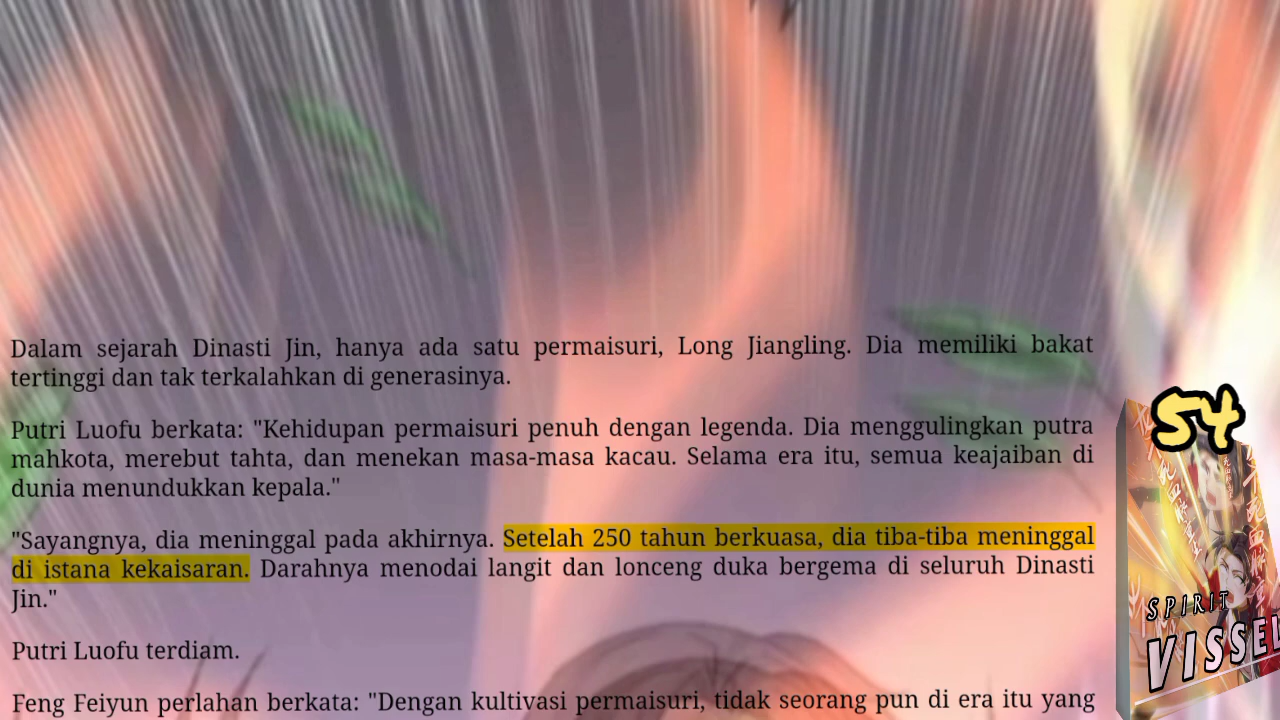 Dalam sejarah Dinasti Jin, hanya ada satu permaisuri, Long Jiangling. Dia memiliki bakat
tertinggi dan tak terkalahkan di generasinya.
Putri Luofu berkata: "Kehidupan permaisuri penuh dengan legenda. Dia menggulingkan putra
mahkota, merebut tahta, dan menekan masa-masa kacau. Selama era itu, semua keajaiban di
dunia menundukkan kepala."
"Sayangnya, dia meninggal pada akhirnya. Setelah 250 tahun berkuasa, dia tiba-tiba meninggal
di istana kekaisaran. Darahnya menodai langit dan lonceng duka bergema di seluruh Dinasti
Jin."
Putri Luofu terdiam.
Feng Feiyun perlahan berkata: "Dengan kultivasi permaisuri, tidak seorang pun di era itu yang
54
SPIRIT
VISSEL